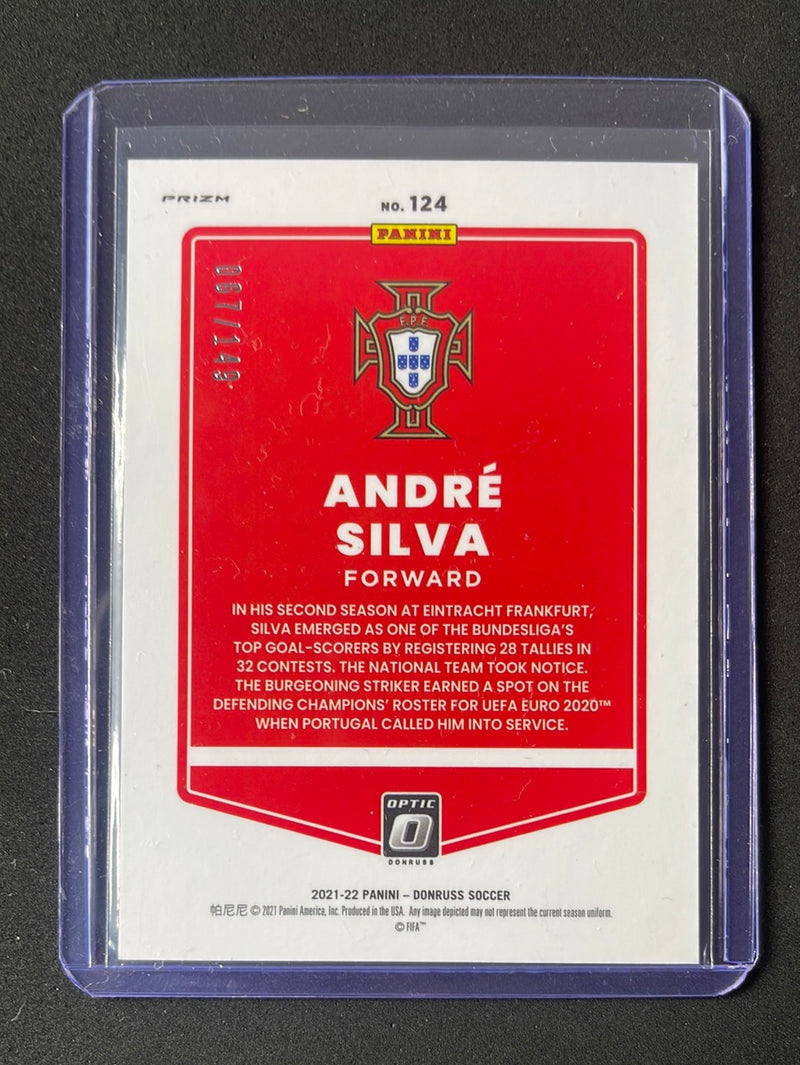 PRIZM
NO. 124
PANINI
067/149
F.P.F.
ANDRÉ
SILVA
FORWARD
IN HIS SECOND SEASON AT EINTRACHT FRANKFURT,
SILVA EMERGED AS ONE OF THE BUNDESLIGA'S
TOP GOAL-SCORERS BY REGISTERING 28 TALLIES IN
32 CONTESTS. THE NATIONAL TEAM TOOK NOTICE.
THE BURGEONING STRIKER EARNED A SPOT ON THE
DEFENDING CHAMPIONS' ROSTER FOR UEFA EURO 2020™
WHEN PORTUGAL CALLED HIM INTO SERVICE.
OPTIC
DONRUSS
2021-22 PANINI – DONRUSS SOCCER
帕尼尼 © 2021 Panini America, Inc. Produced in the USA. Any image depicted may not represent the current season uniform.
© FIFA™